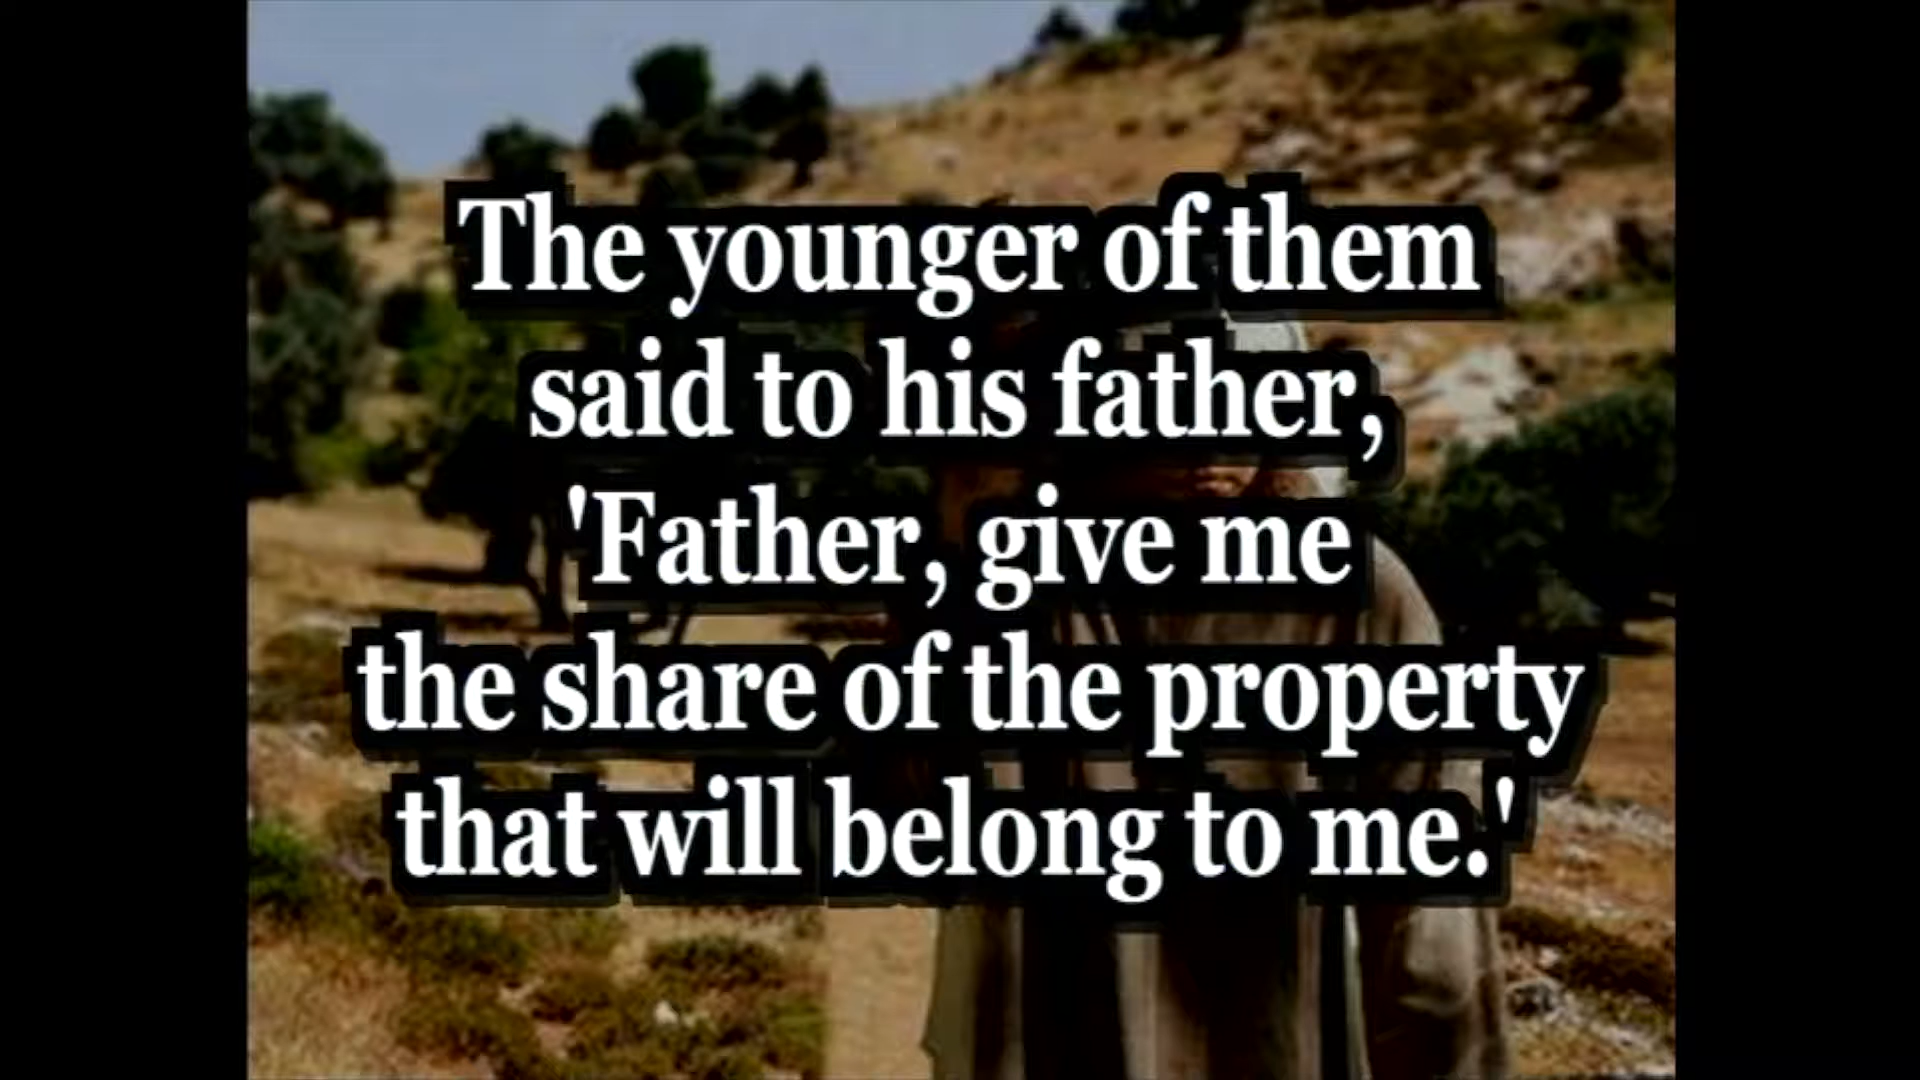 The younger of them
said to his father,
'Father, give me
the share of the property
that will belong to me.'